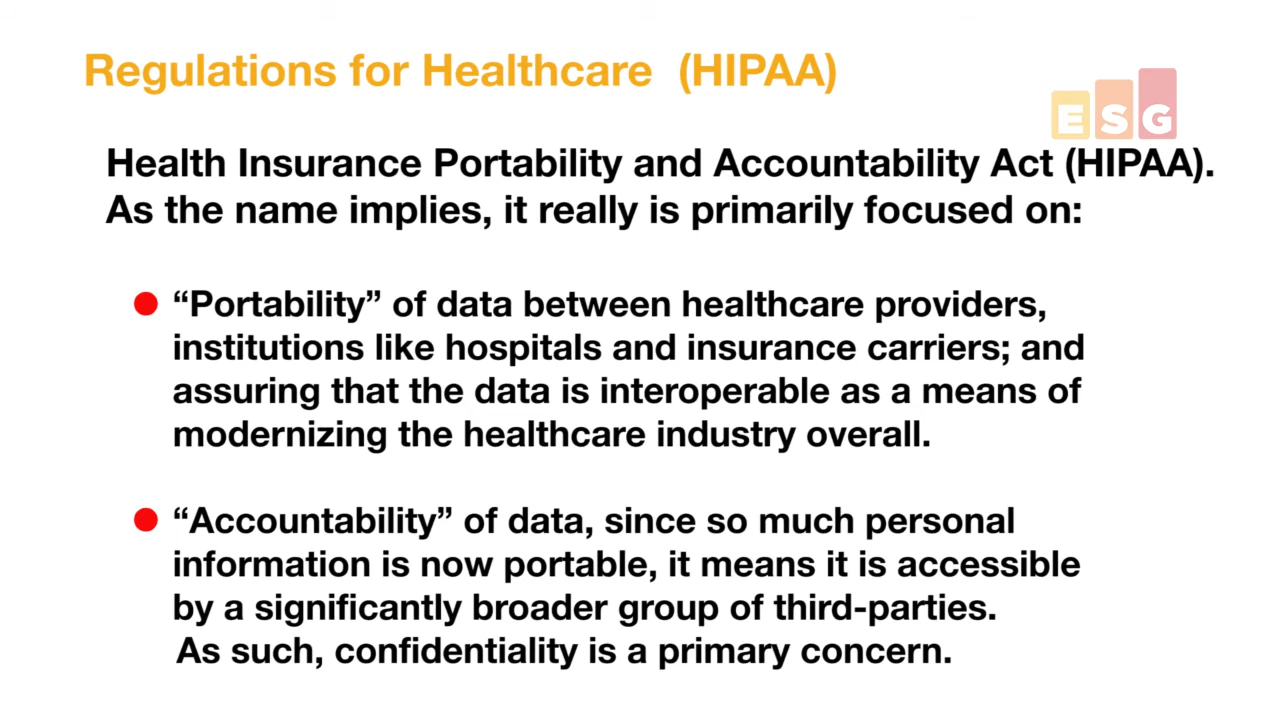 Regulations for Healthcare (HIPAA)
ESG
Health Insurance Portability and Accountability Act (HIPAA).
As the name implies, it really is primarily focused on:
“Portability” of data between healthcare providers,
institutions like hospitals and insurance carriers; and
assuring that the data is interoperable as a means of
modernizing the healthcare industry overall.
“Accountability” of data, since so much personal
information is now portable, it means it is accessible
by a significantly broader group of third-parties.
As such, confidentiality is a primary concern.